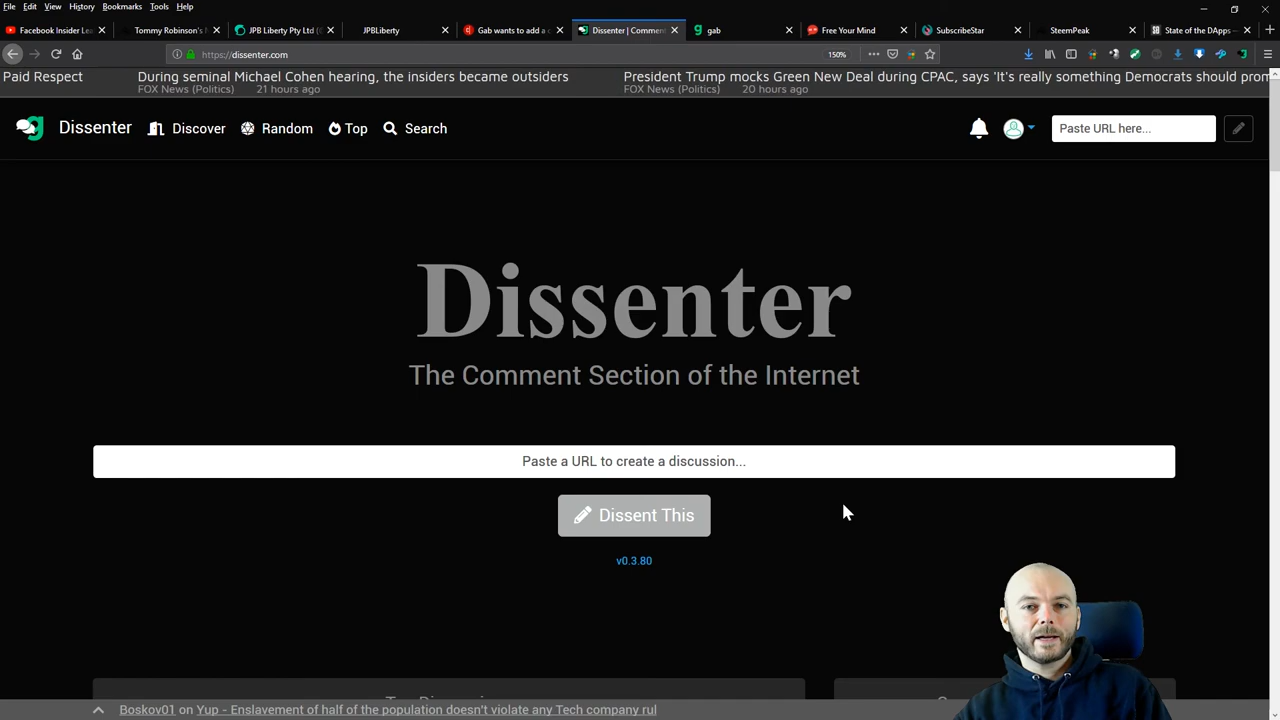 File Edit View History Bookmarks Tools Help
Facebook Insider Lea
Tommy Robinson's N
JPB Liberty Pty Ltd (
JPBLiberty
Gab wants to add a c
Dissenter | Comment
gab
Free Your Mind
SubscribeStar
SteemPeak
State of the DApps —
https://dissenter.com
150%
Paid Respect
During seminal Michael Cohen hearing, the insiders became outsiders
FOX News (Politics) 21 hours ago
President Trump mocks Green New Deal during CPAC, says 'It's really something Democrats should prom
FOX News (Politics) 20 hours ago
Dissenter Discover Random Top Search
Paste URL here...
Dissenter
The Comment Section of the Internet
Paste a URL to create a discussion...
Dissent This
v0.3.80
Boskov01 on Yup - Enslavement of half of the population doesn't violate any Tech company rul